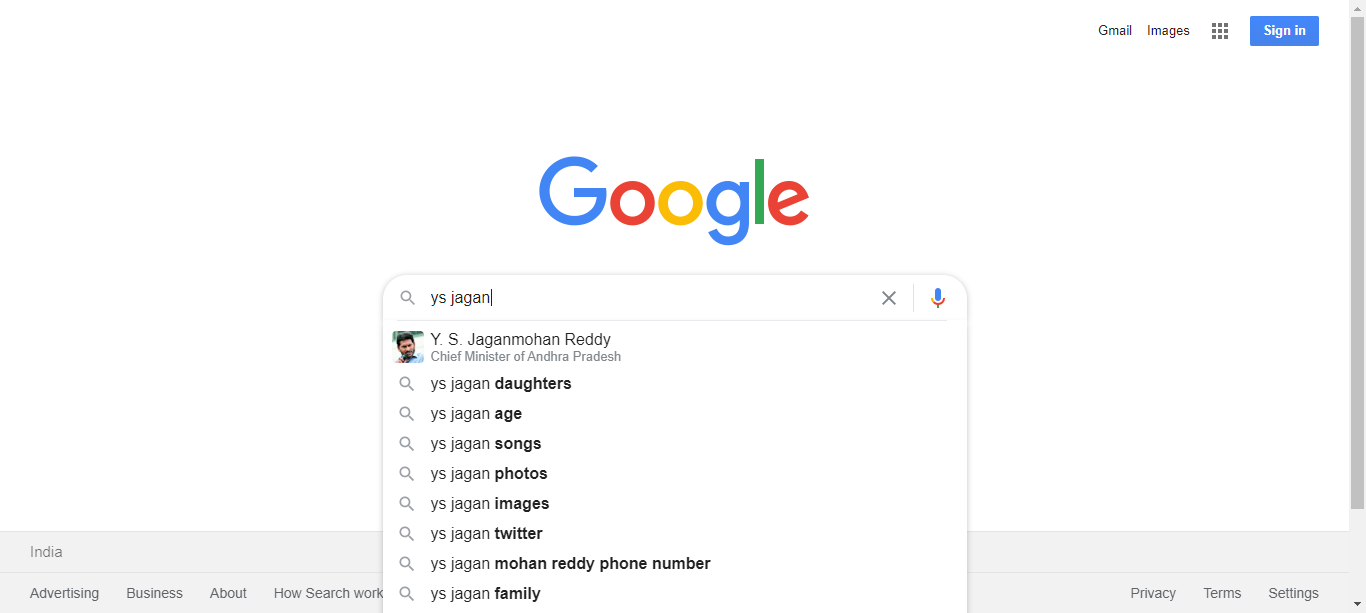 Gmail Images Sign in
Google
ys jagan
Y. S. Jaganmohan Reddy
Chief Minister of Andhra Pradesh
ys jagan daughters
ys jagan age
ys jagan songs
ys jagan photos
ys jagan images
ys jagan twitter
ys jagan mohan reddy phone number
ys jagan family
India
Advertising Business About How Search work
Privacy Terms Settings